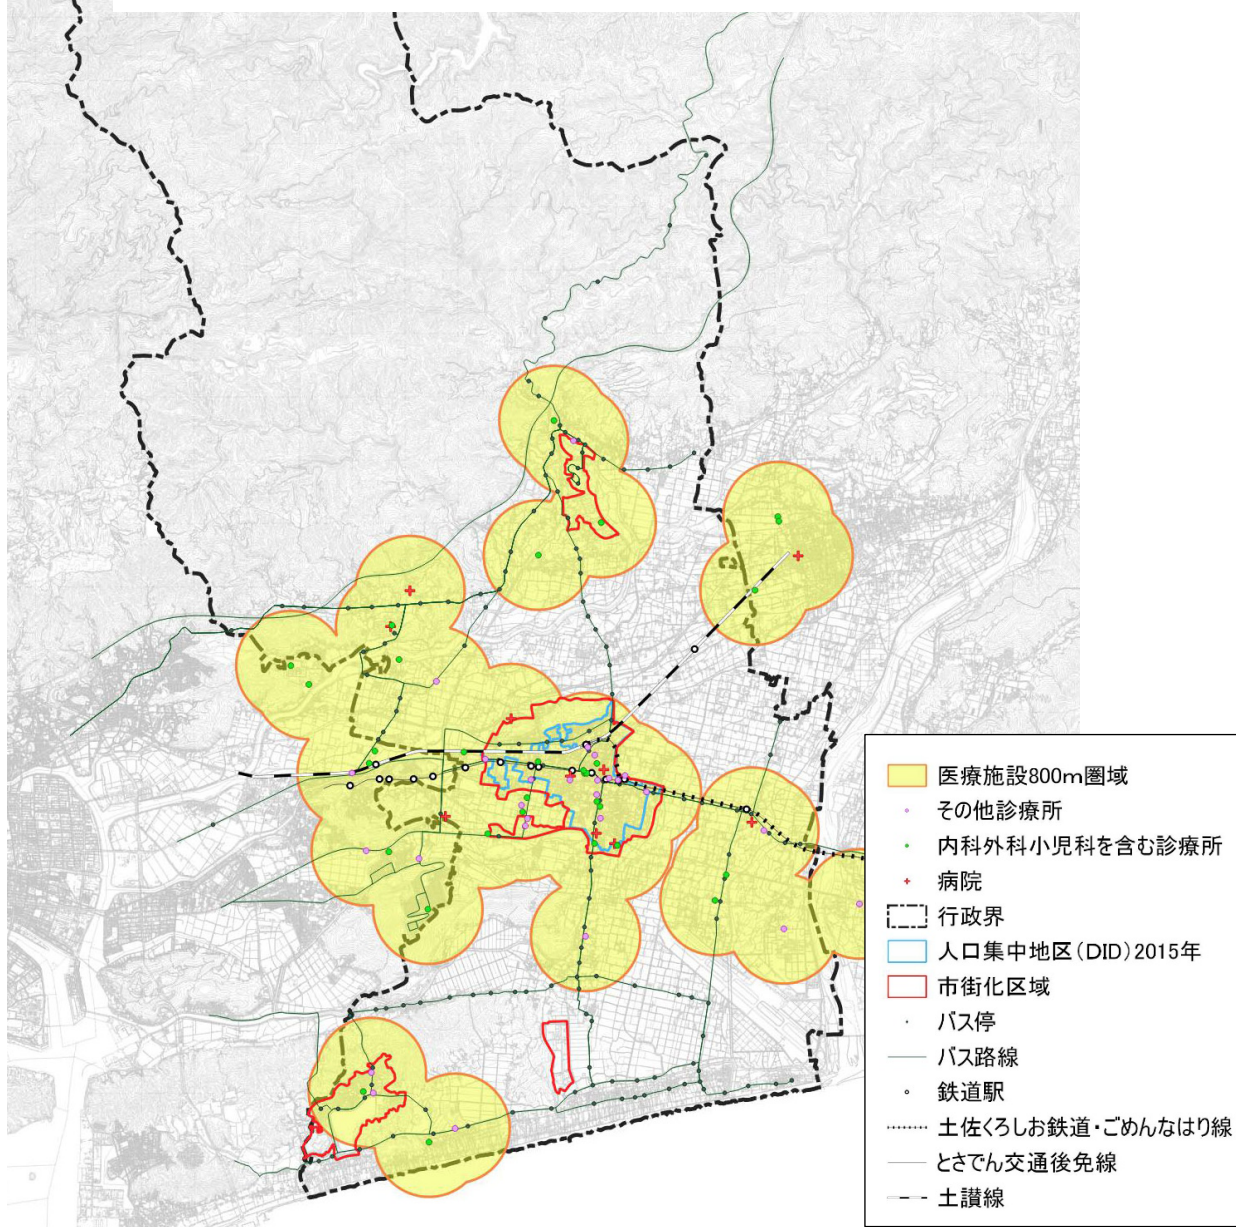 医療施設800m圏域
その他診療所
内科外科小児科を含む診療所
病院
行政界
人口集中地区(DID)2015年
市街化区域
バス停
バス路線
鉄道駅
土佐くろしお鉄道・ごめんなはり線
とさでん交通後免線
土讃線